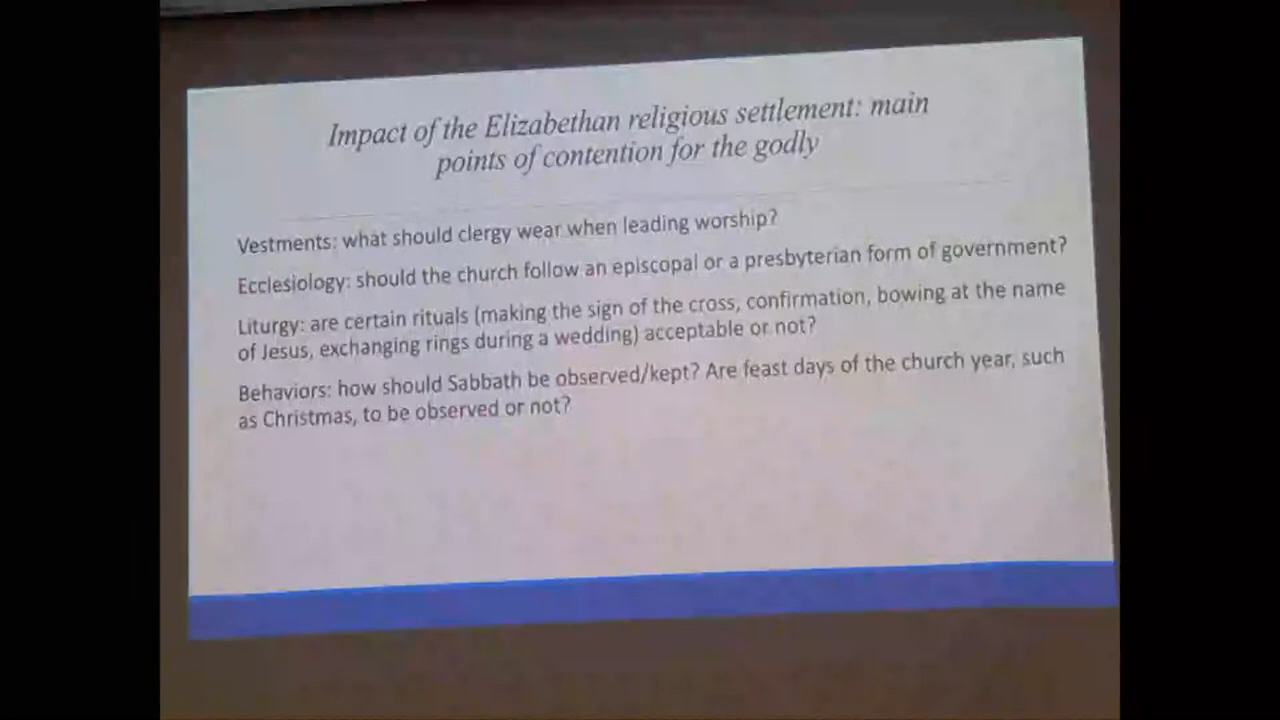 Impact of the Elizabethan religious settlement: main
points of contention for the godly
Vestments: what should clergy wear when leading worship?
Ecclesiology: should the church follow an episcopal or a presbyterian form of government?
Liturgy: are certain rituals (making the sign of the cross, confirmation, bowing at the name
of Jesus, exchanging rings during a wedding) acceptable or not?
Behaviors: how should Sabbath be observed/kept? Are feast days of the church year, such
as Christmas, to be observed or not?